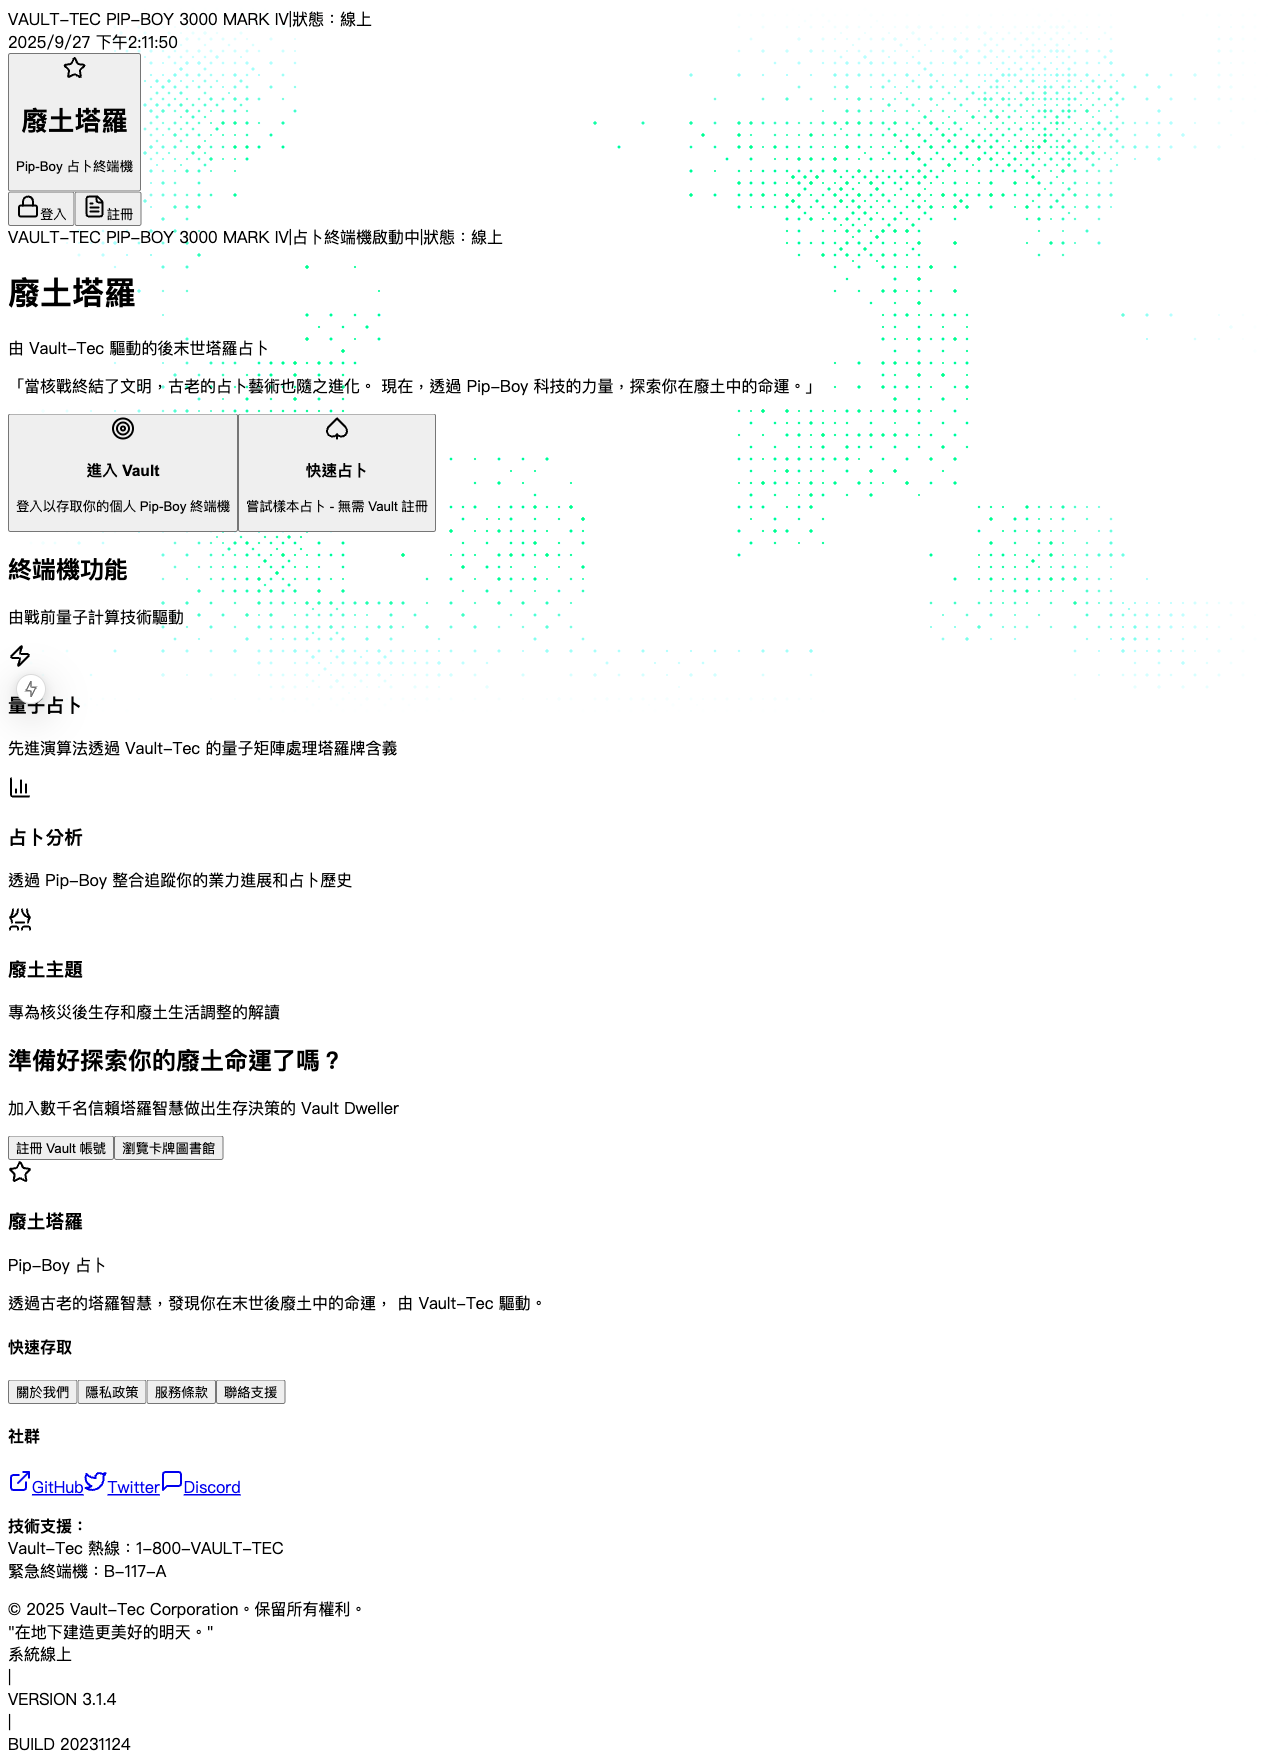 VAULT-TEC PIP-BOY 3000 MARK IV|狀態：線上
2025/9/27 下午2:11:50
廢土塔羅
Pip-Boy 占卜終端機
登入 註冊
VAULT-TEC PIP-BOY 3000 MARK IV|占卜終端機啟動中|狀態：線上
廢土塔羅
由 Vault-Tec 驅動的後末世塔羅占卜
「當核戰終結了文明，古老的占卜藝術也隨之進化。 現在，透過 Pip-Boy 科技的力量，探索你在廢土中的命運。」
進入 Vault
登入以存取你的個人 Pip-Boy 終端機
快速占卜
嘗試樣本占卜 - 無需 Vault 註冊
終端機功能
由戰前量子計算技術驅動
量子占卜
先進演算法透過 Vault-Tec 的量子矩陣處理塔羅牌含義
占卜分析
透過 Pip-Boy 整合追蹤你的業力進展和占卜歷史
廢土主題
專為核災後生存和廢土生活調整的解讀
準備好探索你的廢土命運了嗎？
加入數千名信賴塔羅智慧做出生存決策的 Vault Dweller
註冊 Vault 帳號 瀏覽卡牌圖書館
廢土塔羅
Pip-Boy 占卜
透過古老的塔羅智慧，發現你在末世後廢土中的命運， 由 Vault-Tec 驅動。
快速存取
關於我們 隱私政策 服務條款 聯絡支援
社群
GitHub Twitter Discord
技術支援：
Vault-Tec 熱線：1-800-VAULT-TEC
緊急終端機：B-117-A
© 2025 Vault-Tec Corporation。保留所有權利。
"在地下建造更美好的明天。"
系統線上
|
VERSION 3.1.4
|
BUILD 20231124